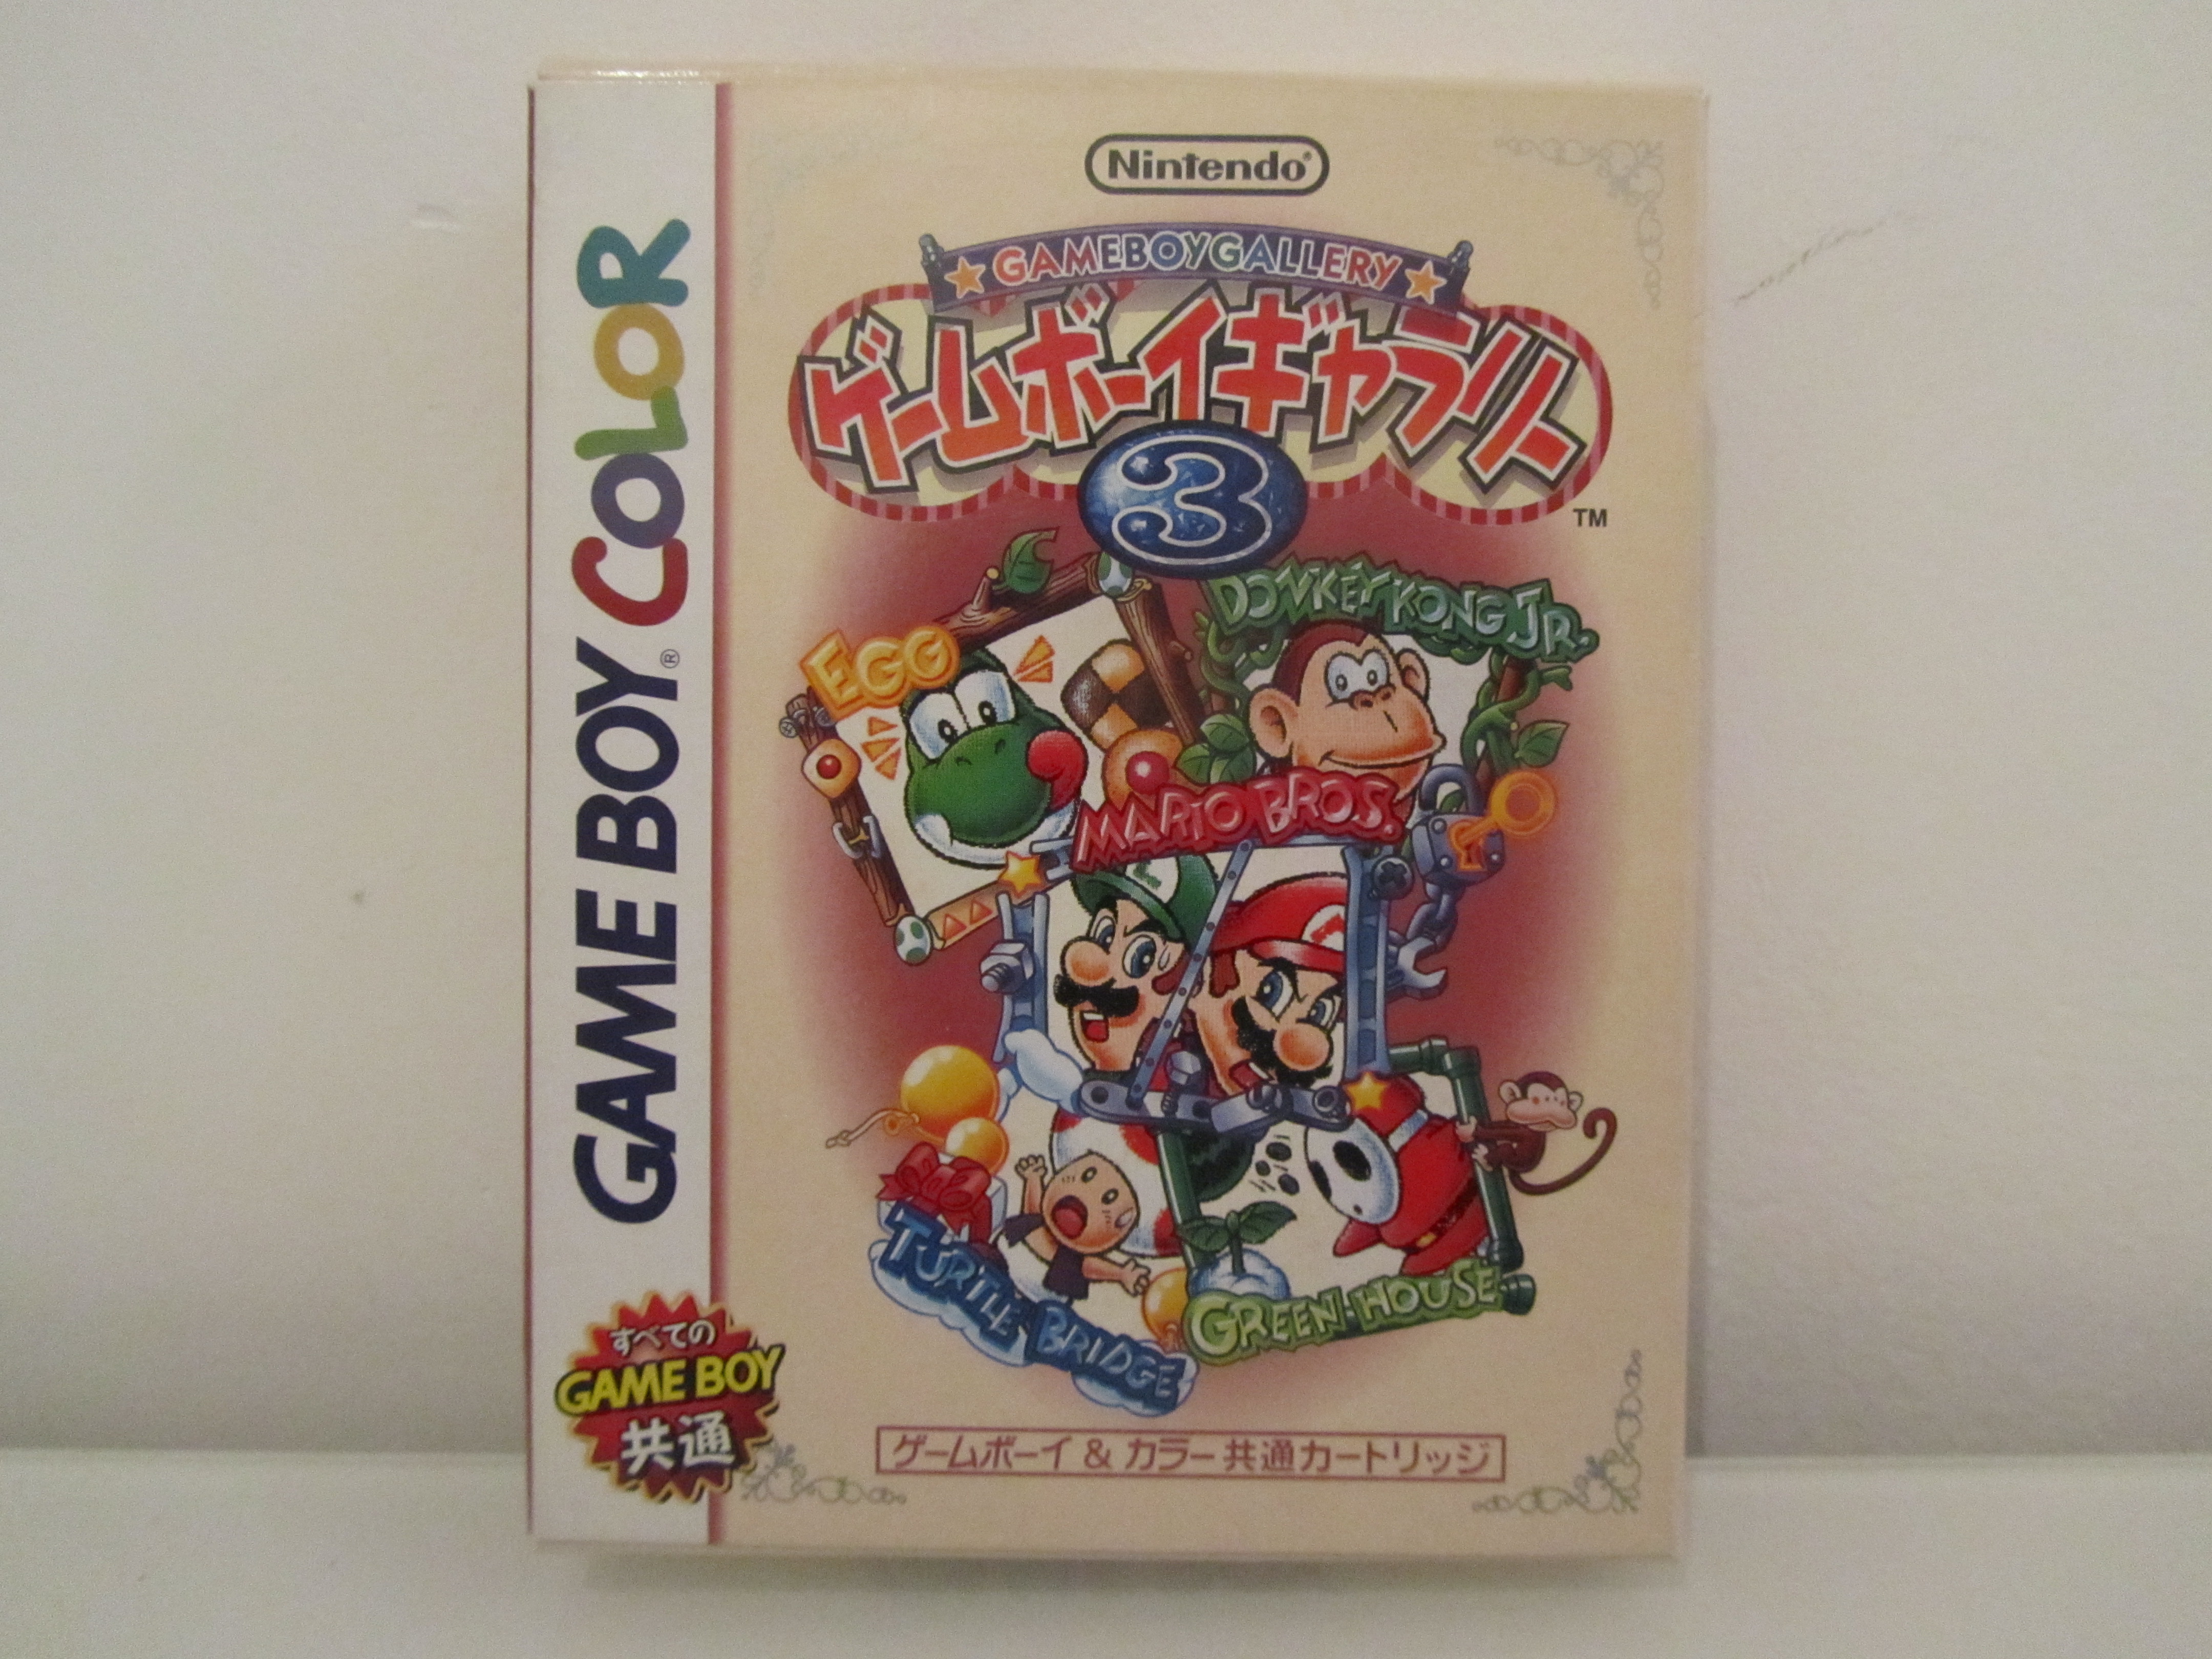 Nintendo®
GAMEBOYGALLERY
ゲームボーイギャラリー
3
TM
GAME BOY® COLOR
EGG
DONKEY KONG JR.
MARIO BROS.
L
TURTLE BRIDGE
GREEN HOUSE
すべての
GAME BOY
共通
ゲームボーイ & カラー共通カートリッジ